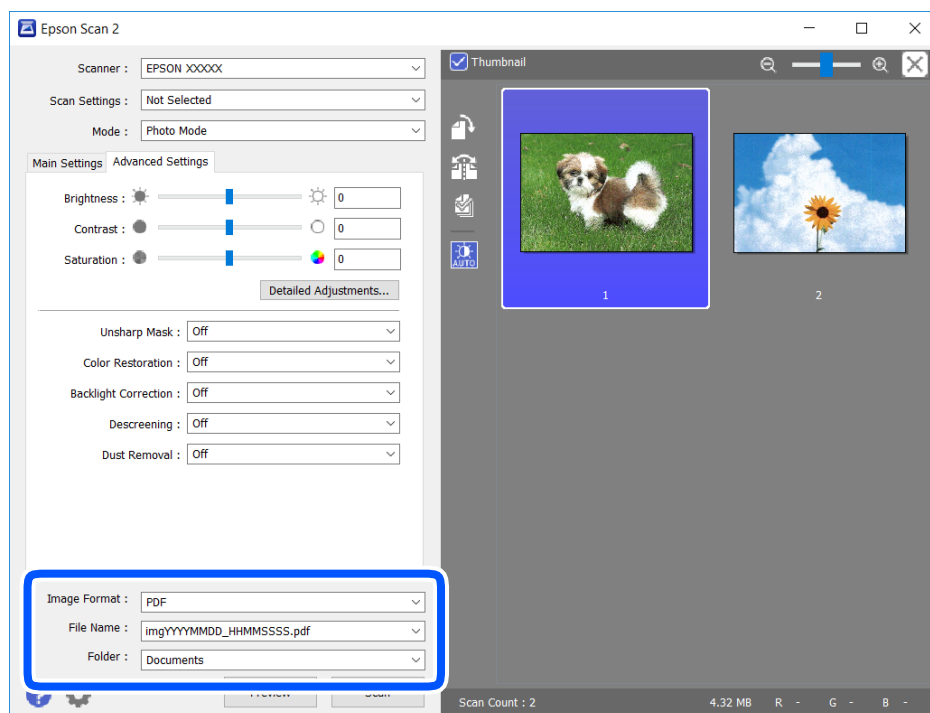 Epson Scan 2
Scanner : EPSON XXXXX
Scan Settings : Not Selected
Mode : Photo Mode
Main Settings Advanced Settings
Brightness : 0
Contrast : 0
Saturation : 0
Detailed Adjustments...
Unsharp Mask : Off
Color Restoration : Off
Backlight Correction : Off
Descreening : Off
Dust Removal : Off
Image Format : PDF
File Name : imgYYYYMMDD_HHMMSSSS.pdf
Folder : Documents
Preview Scan
Thumbnail
AUTO
1 2
Scan Count : 2 4.32 MB R - G - B -